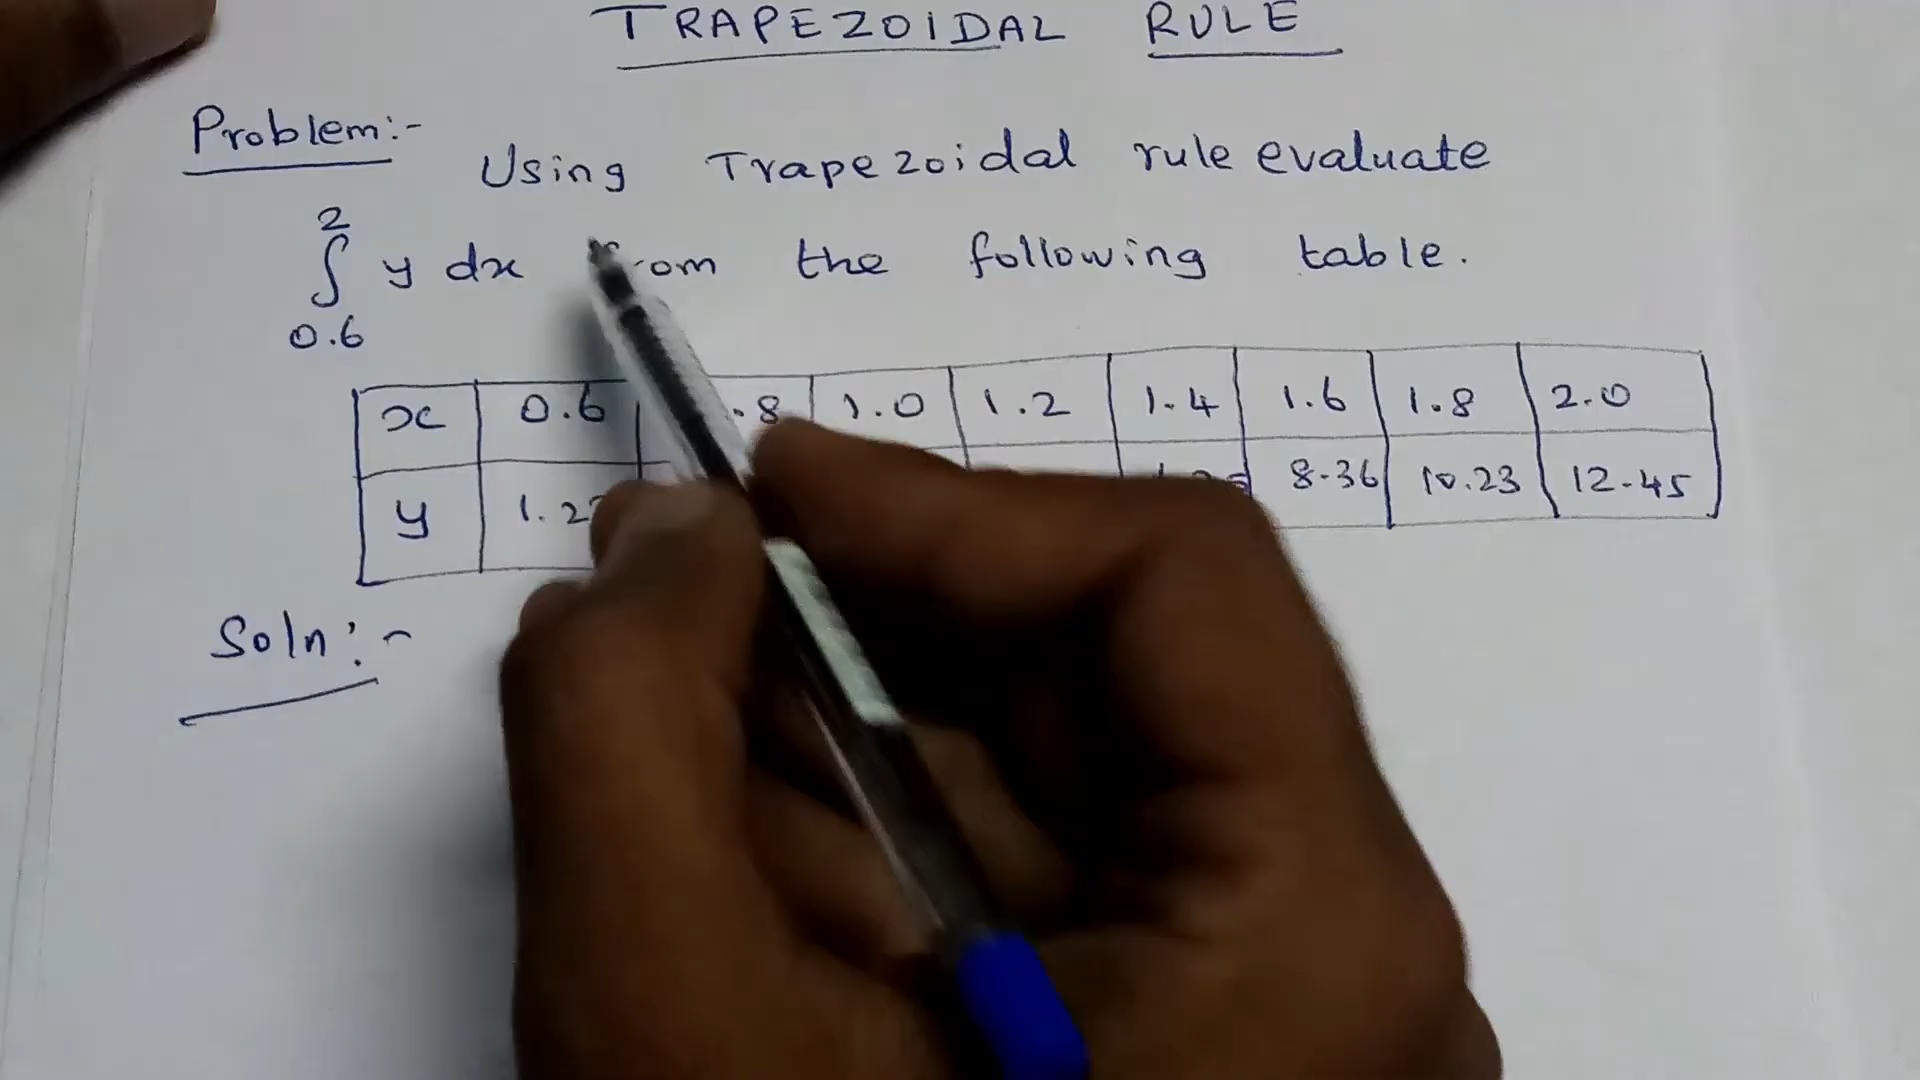 TRAPEZOIDAL RULE
Problem:-
Using Trapezoidal rule evaluate
∫ 0.6 2 y dx the following table.
x 0.6 1.0 1.2 1.4 1.6 1.8 2.0
y 8.36 10.23 12.45
Soln:-